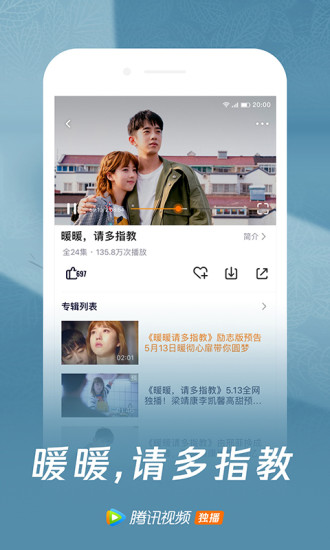 20:00
暖暖，请多指教
简介 >
全24集 · 135.8万次播放
697
专辑列表
02:01
《暖暖请多指教》励志版预告
5月13日暖彻心扉带你圆梦
《暖暖，请多指教》5.13全网
独播！梁靖康李凯馨高甜预...
暖暖,请多指教
腾讯视频 独播